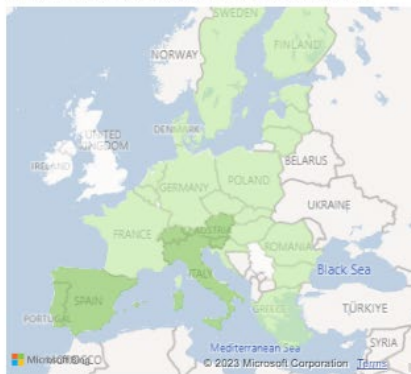 SWEDEN
FINLAND
NORWAY
UNITED
KINGDOM
DENMARK
IRELAND
BELARUS
POLAND
GERMANY
UKRAINE
FRANCE
AUSTRIA
ROMANIA
ITALY
Black Sea
SPAIN
PORTUGAL
GREECE
TÜRKIYE
SYRIA
Mediterranean Sea
Microsoft Bing
© 2023 Microsoft Corporation Terms